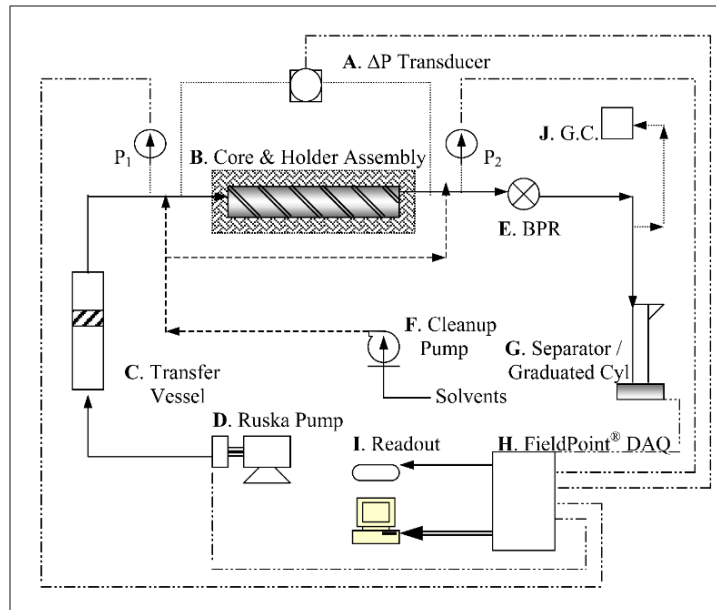 A. ΔP Transducer
J. G.C.
P1
B. Core & Holder Assembly
P2
E. BPR
F. Cleanup
Pump
C. Transfer
Vessel
G. Separator /
Graduated Cyl
Solvents
D. Ruska Pump
I. Readout
H. FieldPoint® DAQ